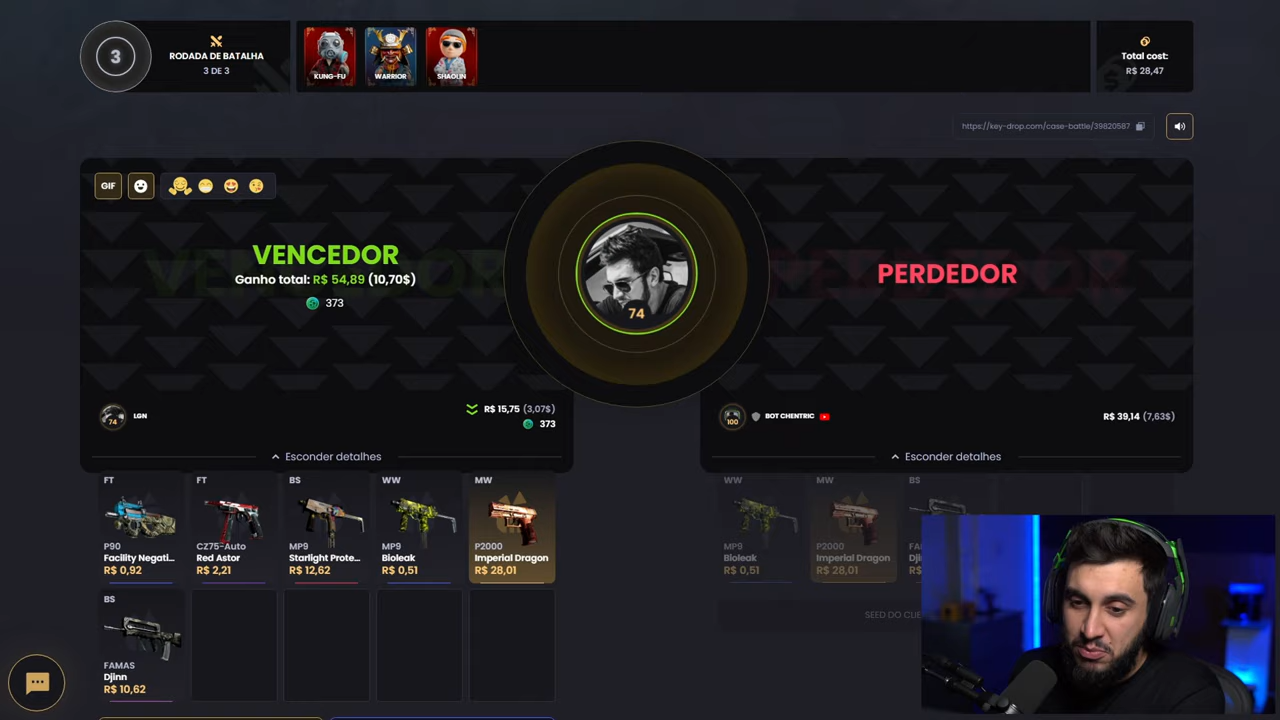 3
RODADA DE BATALHA
3 DE 3
KUNG-FU
WARRIOR
SHAOLIN
Total cost:
R$ 28,47
https://key-drop.com/case-battle/39820587
GIF
VENCEDOR
Ganho total: R$ 54,89 (10,70$)
373
74
PERDEDOR
74
LGN
R$ 15,75 (3,07$)
373
100
BOT CHENTRIC
R$ 39,14 (7,63$)
Esconder detalhes
Esconder detalhes
FT
P90
Facility Negati...
R$ 0,92
FT
CZ75-Auto
Red Astor
R$ 2,21
BS
MP9
Starlight Prote...
R$ 12,62
WW
MP9
Bioleak
R$ 0,51
MW
P2000
Imperial Dragon
R$ 28,01
BS
FAMAS
Djinn
R$ 10,62
WW
MP9
Bioleak
R$ 0,51
MW
P2000
Imperial Dragon
R$ 28,01
BS
SEED DO